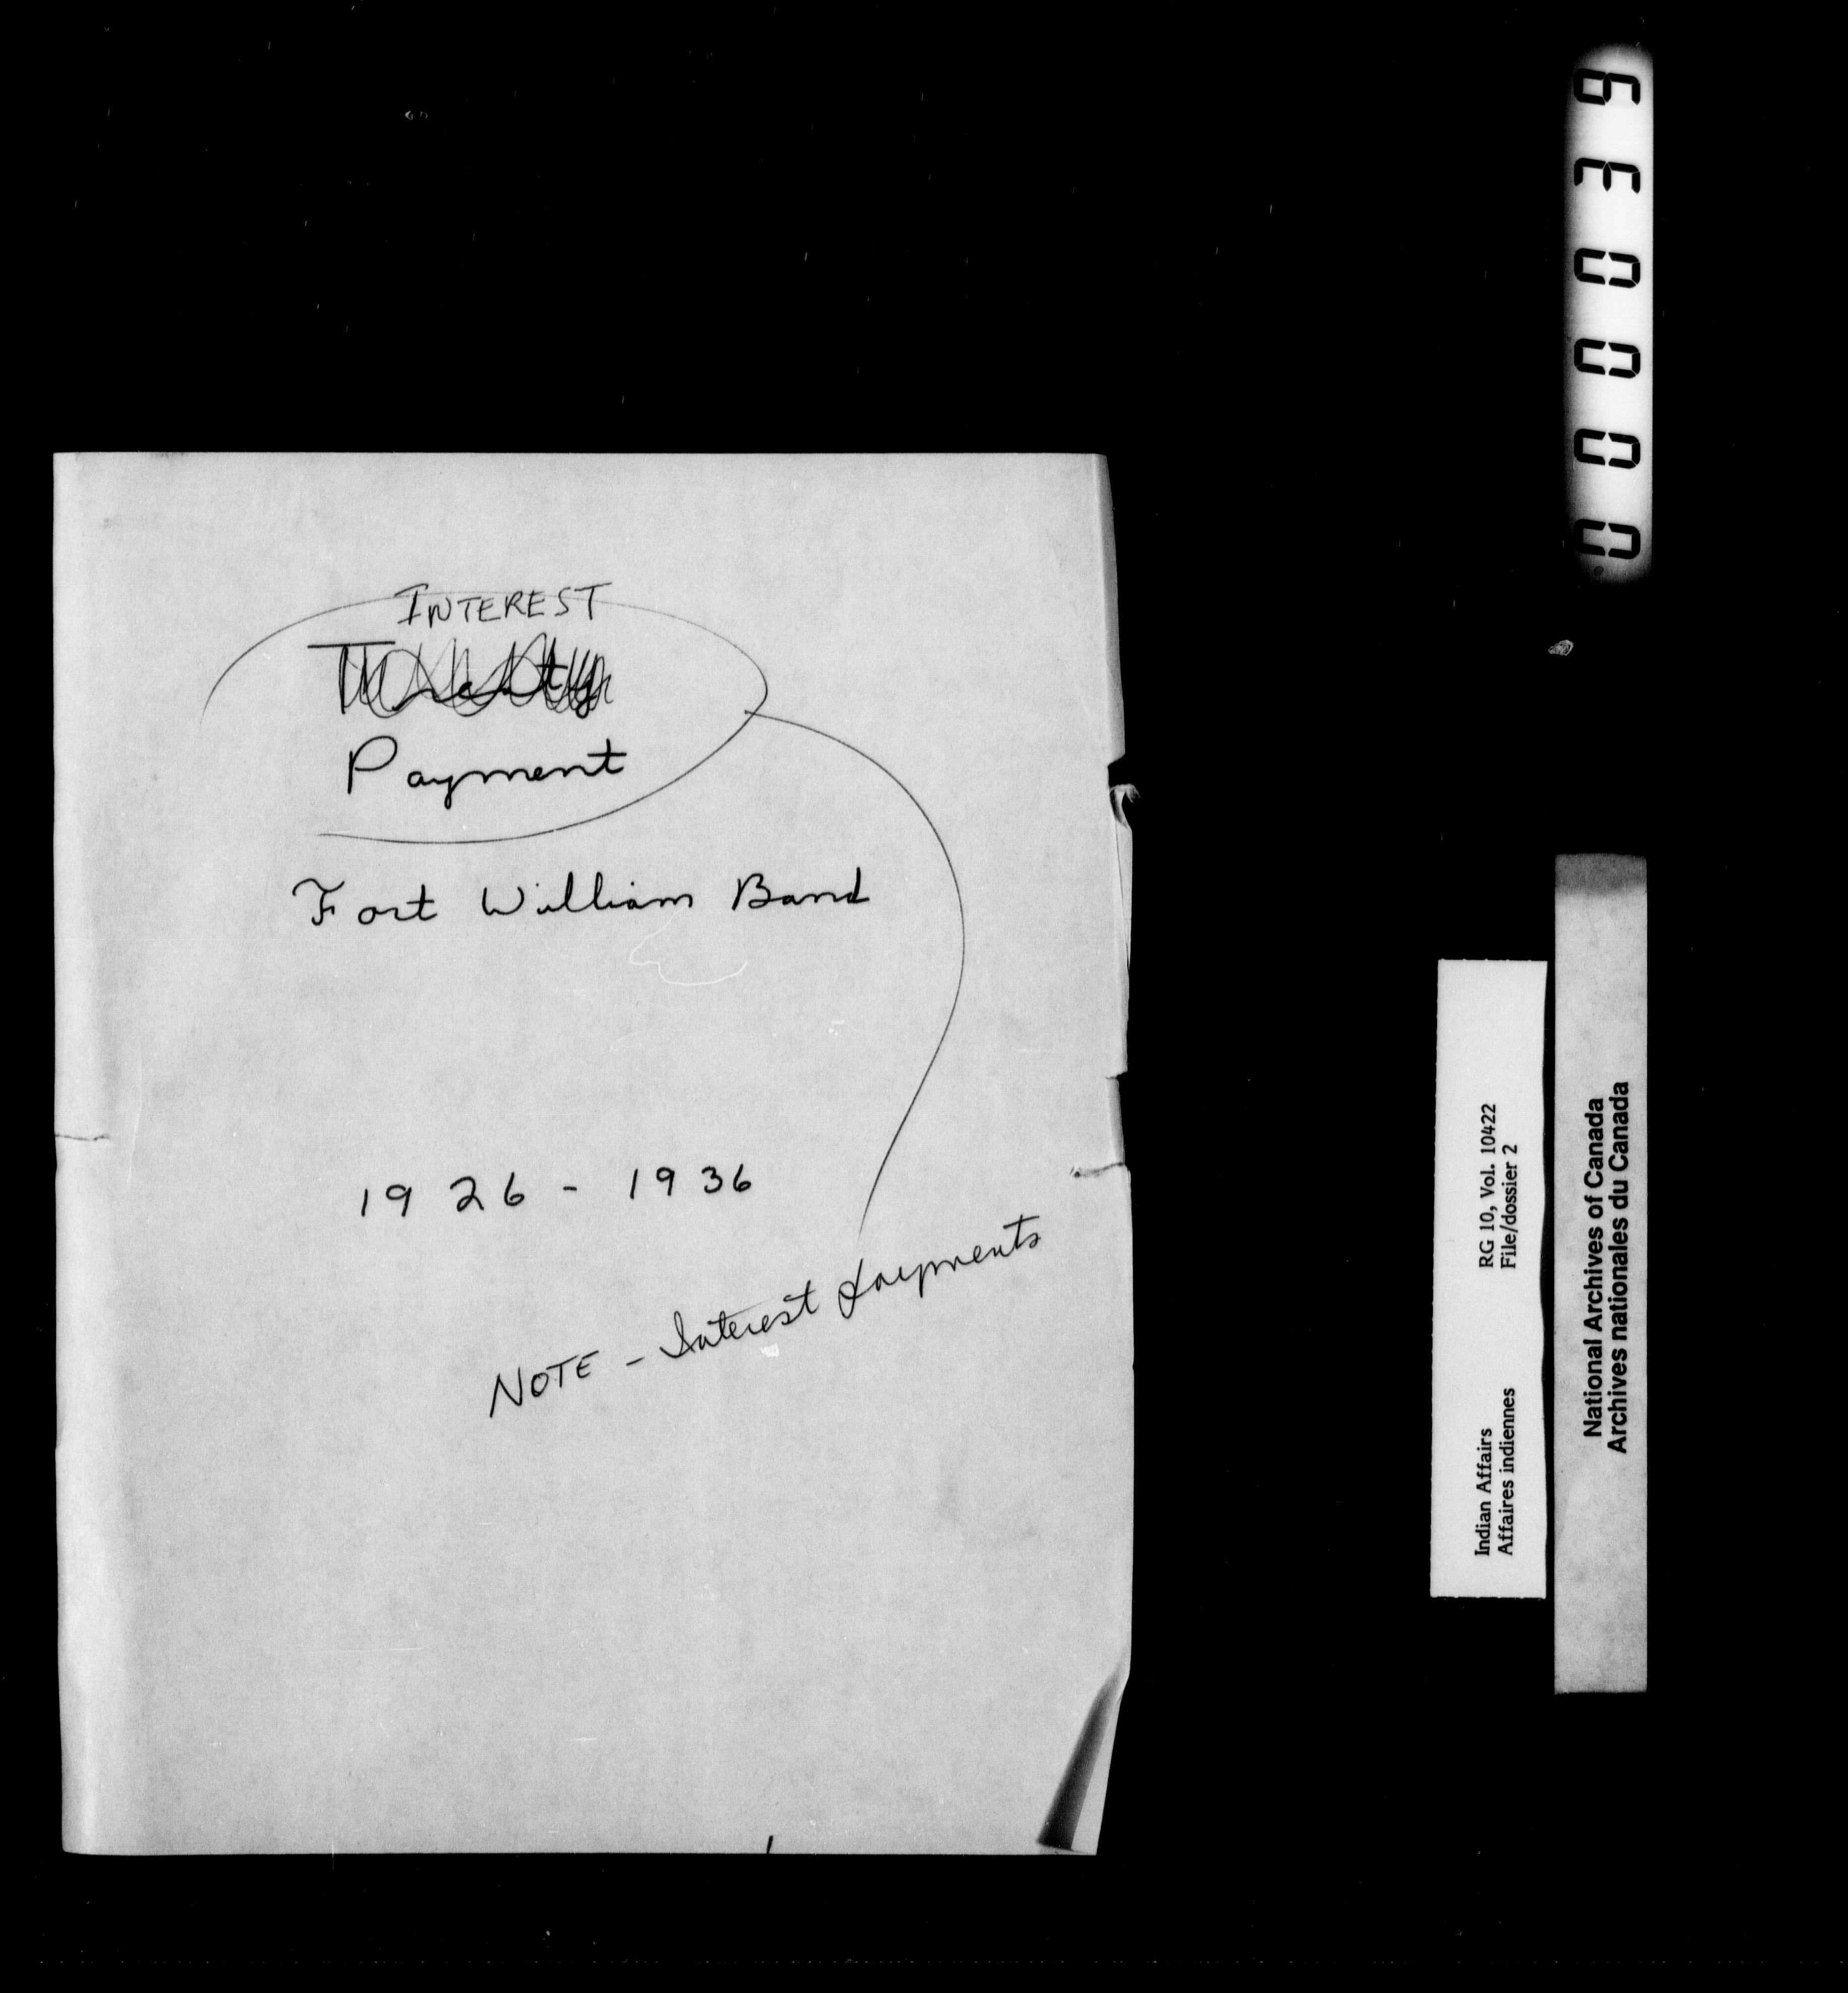 INTEREST
Treaty
Payment
Fort William Band
1926 - 1936
NOTE - Interest payments
000039
RG 10, Vol. 10422
File/dossier 2
Indian Affairs
Affaires indiennes
National Archives of Canada
Archives nationales du Canada